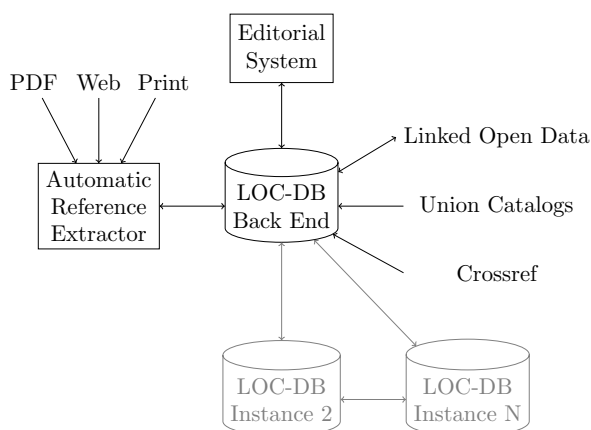 Editorial
System
PDF Web Print
Linked Open Data
Automatic
Reference
Extractor
LOC-DB
Back End
Union Catalogs
Crossref
LOC-DB
Instance 2
LOC-DB
Instance N